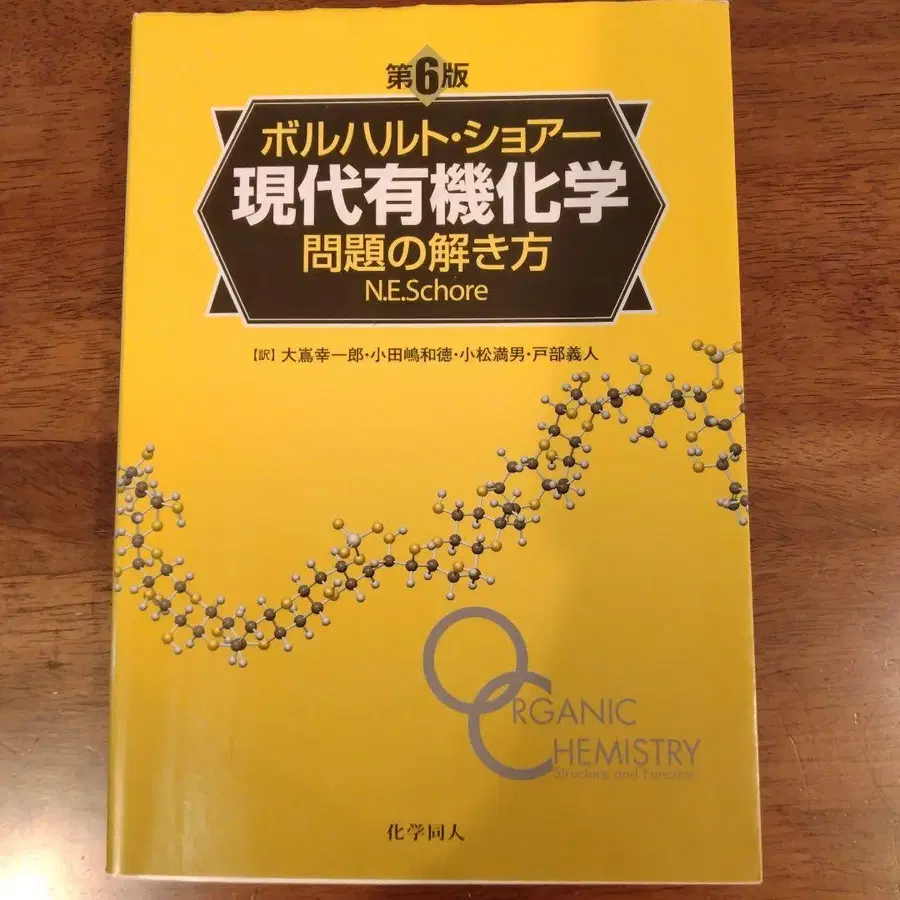 第6版
ボルハルト・ショアー
現代有機化学
問題の解き方
N.E.Schore
【訳】大嶌幸一郎・小田嶋和徳・小松満男・戸部義人
ORGANIC
CHEMISTRY
Structure and Function
化学同人